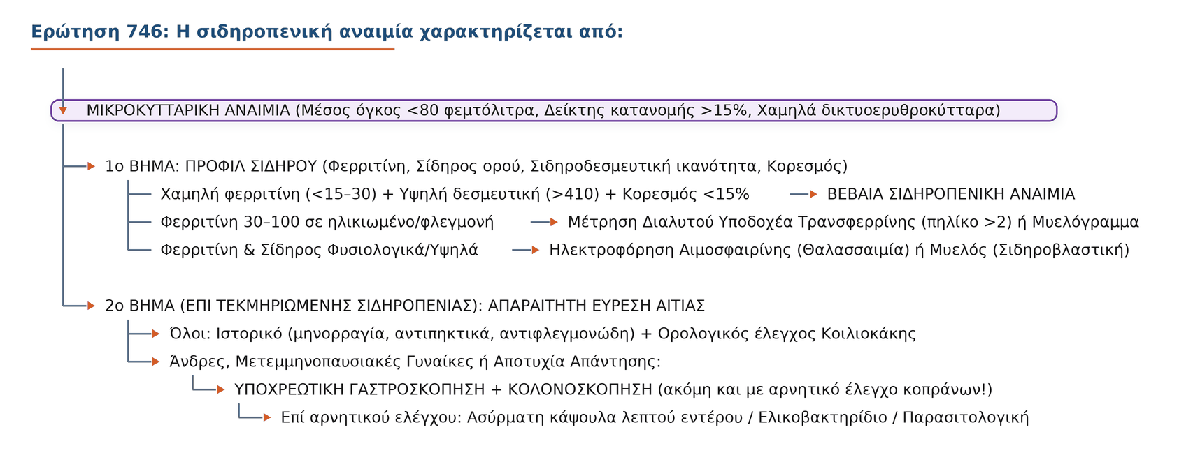 Ερώτηση 746: Η σιδηροπενική αναιμία χαρακτηρίζεται από:
ΜΙΚΡΟΚΥΤΤΑΡΙΚΗ ΑΝΑΙΜΙΑ (Μέσος όγκος <80 φεμτόλιτρα, Δείκτης κατανομής >15%, Χαμηλά δικτυοερυθροκύτταρα)
1ο ΒΗΜΑ: ΠΡΟΦΙΛ ΣΙΔΗΡΟΥ (Φερριτίνη, Σίδηρος ορού, Σιδηροδεσμευτική ικανότητα, Κορεσμός)
Χαμηλή φερριτίνη (<15–30) + Υψηλή δεσμευτική (>410) + Κορεσμός <15% ΒΕΒΑΙΑ ΣΙΔΗΡΟΠΕΝΙΚΗ ΑΝΑΙΜΙΑ
Φερριτίνη 30–100 σε ηλικιωμένο/φλεγμονή Μέτρηση Διαλυτού Υποδοχέα Τρανσφερρίνης (πηλίκο >2) ή Μυελόγραμμα
Φερριτίνη & Σίδηρος Φυσιολογικά/Υψηλά Ηλεκτροφόρηση Αιμοσφαιρίνης (Θαλασσαιμία) ή Μυελός (Σιδηροβλαστική)
2ο ΒΗΜΑ (ΕΠΙ ΤΕΚΜΗΡΙΩΜΕΝΗΣ ΣΙΔΗΡΟΠΕΝΙΑΣ): ΑΠΑΡΑΙΤΗΤΗ ΕΥΡΕΣΗ ΑΙΤΙΑΣ
Όλοι: Ιστορικό (μηνορραγία, αντιπηκτικά, αντιφλεγμονώδη) + Ορολογικός έλεγχος Κοιλιοκάκης
Άνδρες, Μετεμμηνοπαυσιακές Γυναίκες ή Αποτυχία Απάντησης:
ΥΠΟΧΡΕΩΤΙΚΗ ΓΑΣΤΡΟΣΚΟΠΗΣΗ + ΚΟΛΟΝΟΣΚΟΠΗΣΗ (ακόμη και με αρνητικό έλεγχο κοπράνων!)
Επί αρνητικού ελέγχου: Ασύρματη κάψουλα λεπτού εντέρου / Ελικοβακτηρίδιο / Παρασιτολογική